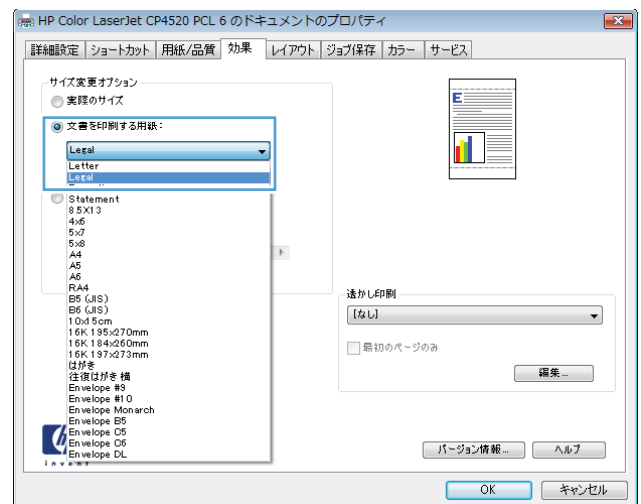 HP Color LaserJet CP4520 PCL 6 のドキュメントのプロパティ
詳細設定 ショートカット 用紙/品質 効果 レイアウト ジョブ保存 カラー サービス
サイズ変更オプション
実際のサイズ
文書を印刷する用紙:
Legal
Letter
Legal
Statement
8.5X13
4x6
5x7
5x8
A4
A5
A6
RA4
B5 (JIS)
B6 (JIS)
10x15cm
16K 195x270mm
16K 184x260mm
16K 197x273mm
はがき
往復はがき 横
Envelope #9
Envelope #10
Envelope Monarch
Envelope B5
Envelope C5
Envelope C6
Envelope DL
E
透かし印刷
[なし]
最初のページのみ
編集...
invent
バージョン情報... ヘルプ
OK キャンセル